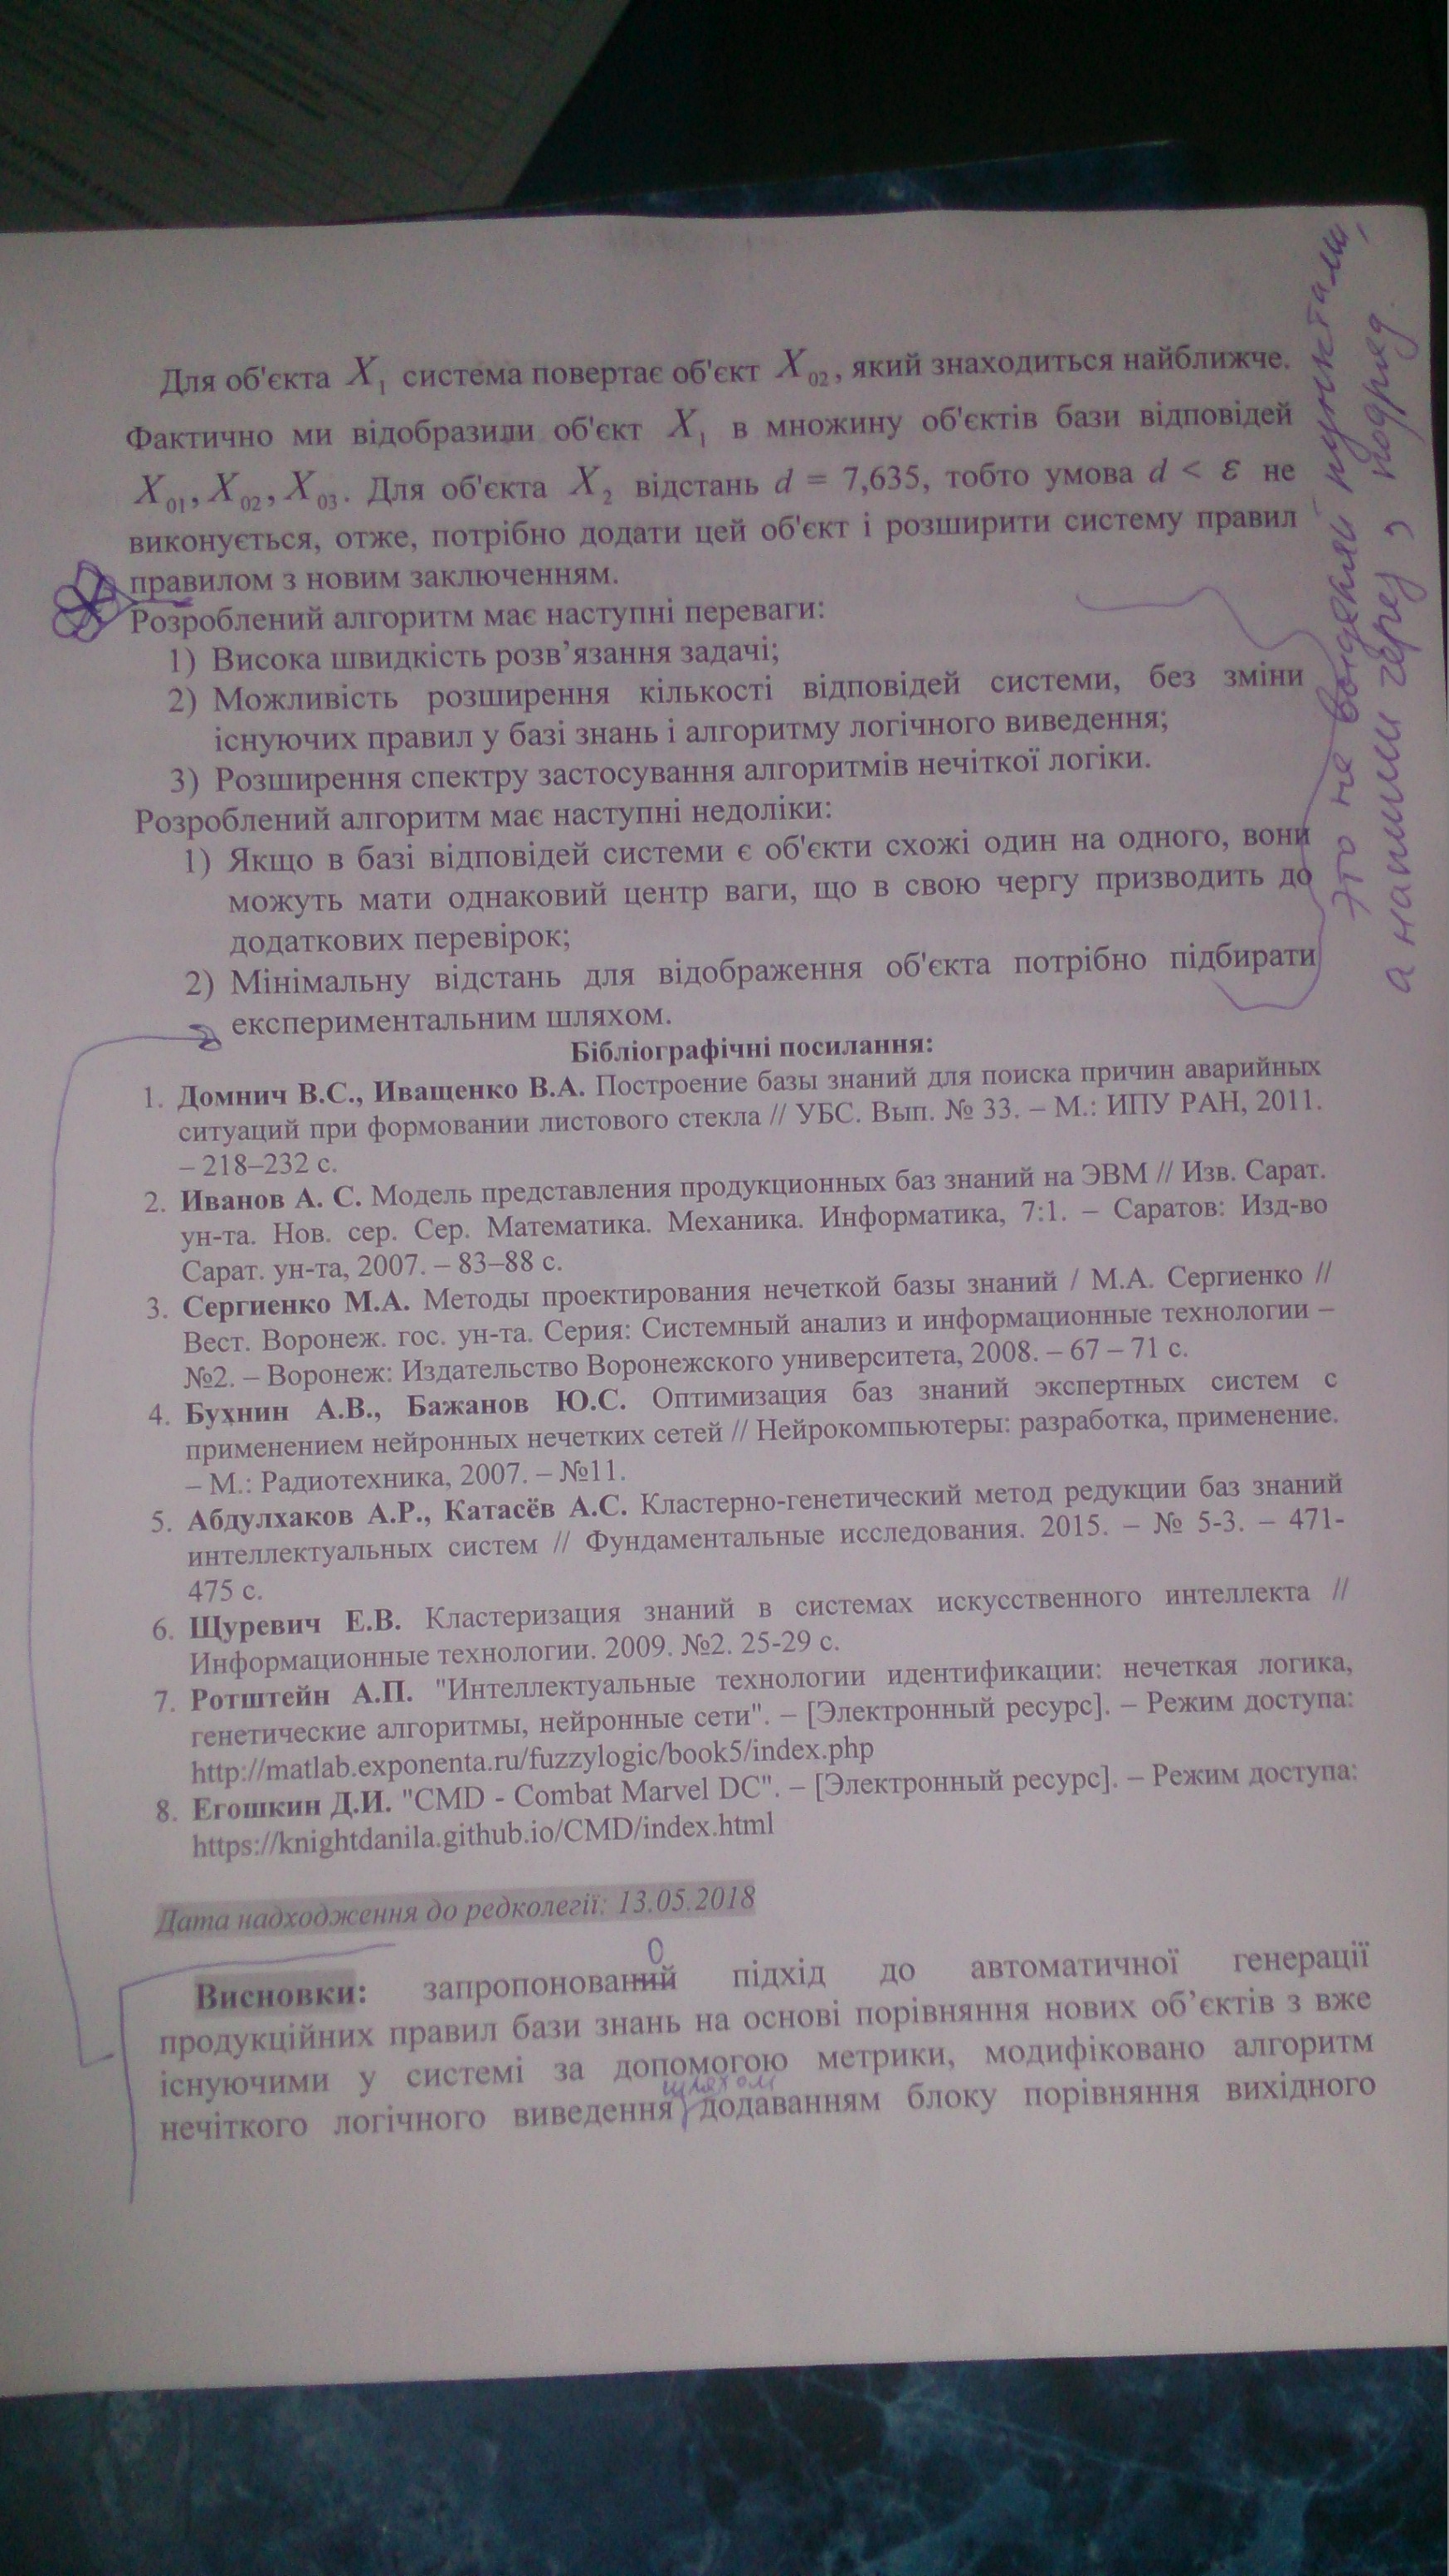 Для об'єкта X₁ система повертає об'єкт X₀₂, який знаходиться найближче.
Фактично ми відобразили об'єкт X₁ в множину об'єктів бази відповідей
X₀₁, X₀₂, X₀₃. Для об'єкта X₂ відстань d = 7,635, тобто умова d < ε не
виконується, отже, потрібно додати цей об'єкт і розширити систему правил
правилом з новим заключенням.
Розроблений алгоритм має наступні переваги:
1) Висока швидкість розв’язання задачі;
2) Можливість розширення кількості відповідей системи, без зміни
існуючих правил у базі знань і алгоритму логічного виведення;
3) Розширення спектру застосування алгоритмів нечіткої логіки.
Розроблений алгоритм має наступні недоліки:
1) Якщо в базі відповідей системи є об'єкти схожі один на одного, вони
можуть мати однаковий центр ваги, що в свою чергу призводить до
додаткових перевірок;
2) Мінімальну відстань для відображення об'єкта потрібно підбирати
експериментальним шляхом.
Это не выделяй пунктами,
а напиши через , подряд.
Бібліографічні посилання:
1. Домнич В.С., Иващенко В.А. Построение базы знаний для поиска причин аварийных
ситуаций при формовании листового стекла // УБС. Вып. № 33. – М.: ИПУ РАН, 2011.
– 218–232 с.
2. Иванов А. С. Модель представления продукционных баз знаний на ЭВМ // Изв. Сарат.
ун-та. Нов. сер. Сер. Математика. Механика. Информатика, 7:1. – Саратов: Изд-во
Сарат. ун-та, 2007. – 83–88 с.
3. Сергиенко М.А. Методы проектирования нечеткой базы знаний / М.А. Сергиенко //
Вест. Воронеж. гос. ун-та. Серия: Системный анализ и информационные технологии –
№2. – Воронеж: Издательство Воронежского университета, 2008. – 67 – 71 с.
4. Бухнин А.В., Бажанов Ю.С. Оптимизация баз знаний экспертных систем с
применением нейронных нечетких сетей // Нейрокомпьютеры: разработка, применение.
– М.: Радиотехника, 2007. – №11.
5. Абдулхаков А.Р., Катасёв А.С. Кластерно-генетический метод редукции баз знаний
интеллектуальных систем // Фундаментальные исследования. 2015. – № 5-3. – 471-
475 с.
6. Щуревич Е.В. Кластеризация знаний в системах искусственного интеллекта //
Информационные технологии. 2009. №2. 25-29 с.
7. Ротштейн А.П. "Интеллектуальные технологии идентификации: нечеткая логика,
генетические алгоритмы, нейронные сети". – [Электронный ресурс]. – Режим доступа:
http://matlab.exponenta.ru/fuzzylogic/book5/index.php
8. Егошкин Д.И. "CMD - Combat Marvel DC". – [Электронный ресурс]. – Режим доступа:
https://knightdanila.github.io/CMD/index.html
Дата надходження до редколегії: 13.05.2018
о
Висновки: запропонований підхід до автоматичної генерації
продукційних правил бази знань на основі порівняння нових об’єктів з вже
існуючими у системі за допомогою метрики, модифіковано алгоритм
шляхом
нечіткого логічного виведення додаванням блоку порівняння вихідного